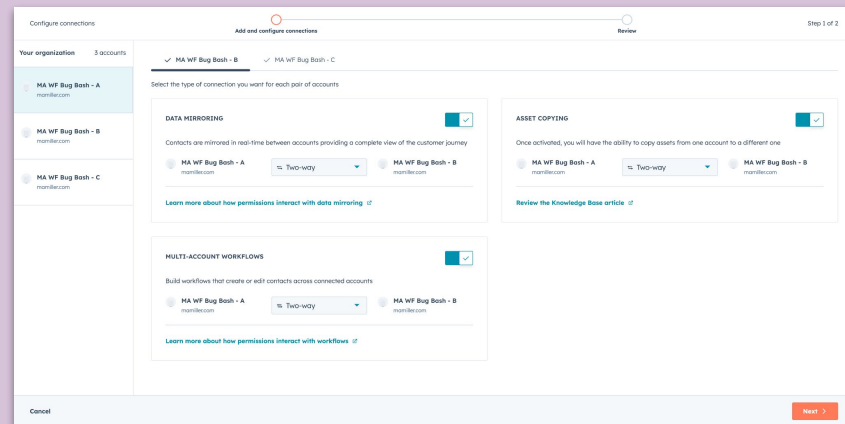 Configure connections
Add and configure connections
Review
Step 1 of 2
Your organization 3 accounts
MA WF Bug Bash - A
mamiller.com
MA WF Bug Bash - B
mamiller.com
MA WF Bug Bash - C
mamiller.com
MA WF Bug Bash - B MA WF Bug Bash - C
Select the type of connection you want for each pair of accounts
DATA MIRRORING
Contacts are mirrored in real-time between accounts providing a complete view of the customer journey
MA WF Bug Bash - A
mamiller.com
Two-way
MA WF Bug Bash - B
mamiller.com
Learn more about how permissions interact with data mirroring
ASSET COPYING
Once activated, you will have the ability to copy assets from one account to a different one
MA WF Bug Bash - A
mamiller.com
Two-way
MA WF Bug Bash - B
mamiller.com
Review the Knowledge Base article
MULTI-ACCOUNT WORKFLOWS
Build workflows that create or edit contacts across connected accounts
MA WF Bug Bash - A
mamiller.com
Two-way
MA WF Bug Bash - B
mamiller.com
Learn more about how permissions interact with workflows
Cancel
Next